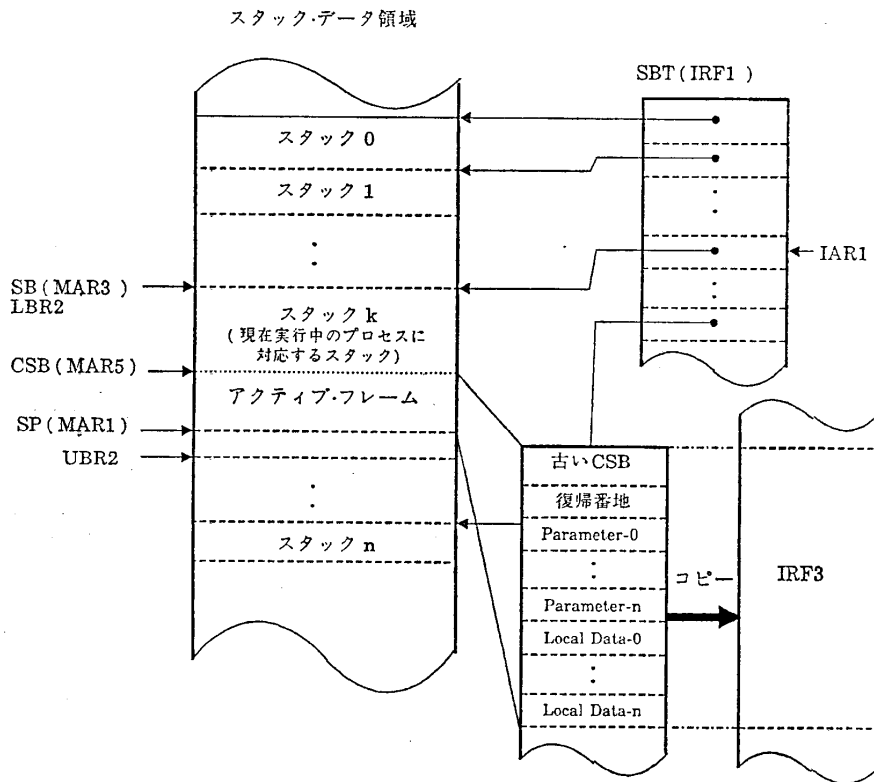 スタック・データ領域
SBT(IRF1)
スタック 0
スタック 1
IAR1
SB(MAR3)
LBR2
スタック k
(現在実行中のプロセスに
対応するスタック)
CSB(MAR5)
アクティブ・フレーム
SP(MAR1)
UBR2
スタック n
古いCSB
復帰番地
Parameter-0
Parameter-n
Local Data-0
Local Data-n
コピー
IRF3